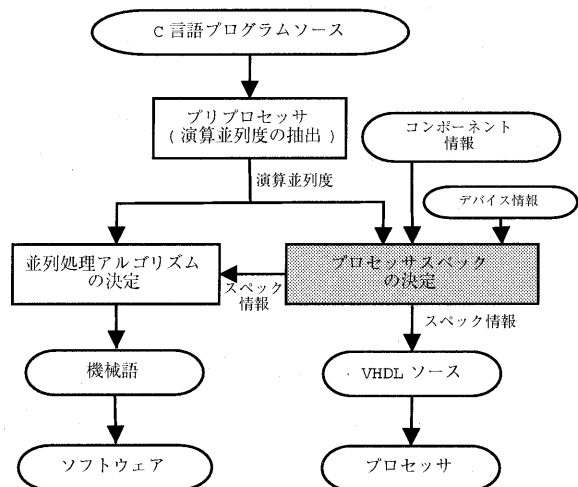 C 言語プログラムソース
プリプロセッサ
( 演算並列度の抽出 )
コンポーネント
情報
演算並列度
デバイス情報
並列処理アルゴリズム
の決定
スペック
情報
プロセッサスペック
の決定
スペック情報
機械語
VHDL ソース
ソフトウェア
プロセッサ